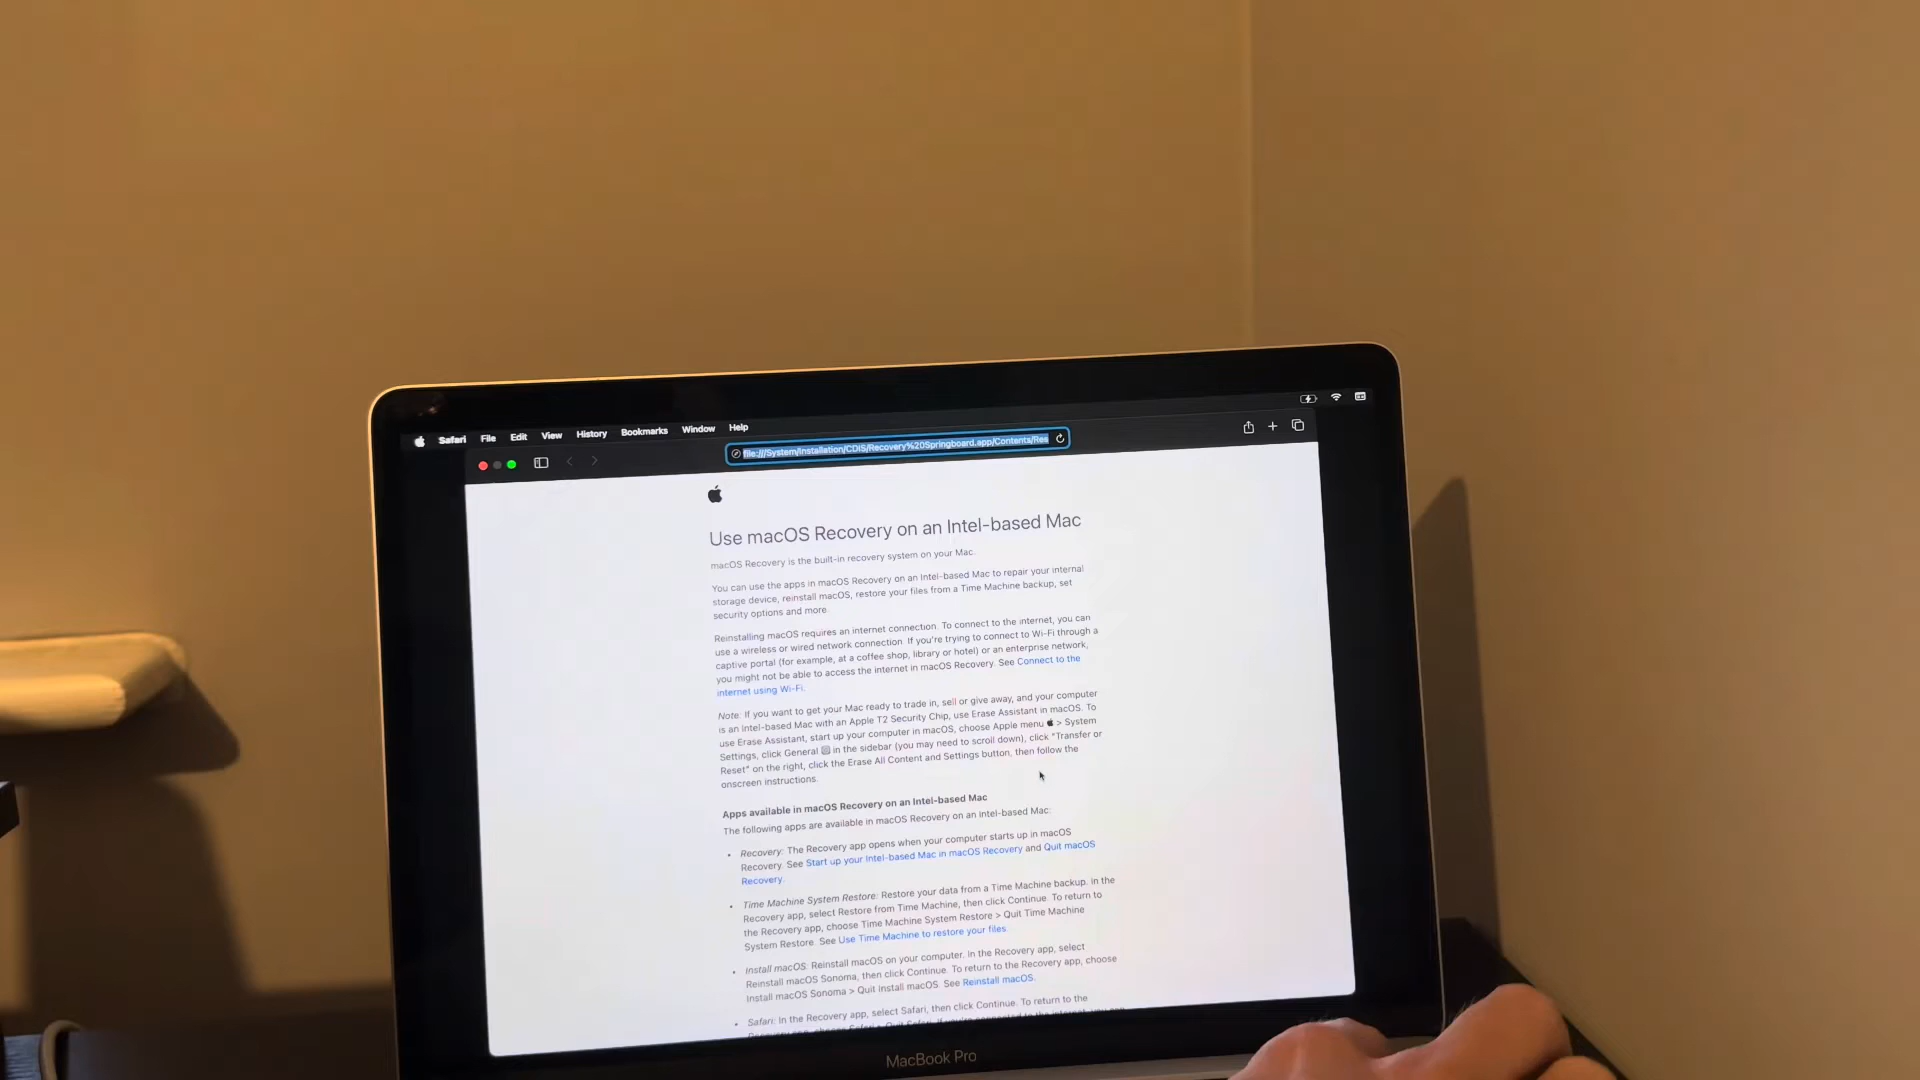 Safari File Edit View History Bookmarks Window Help
file:///System/Installation/CDIS/Recovery%20Springboard.app/Contents/Res
Use macOS Recovery on an Intel-based Mac
macOS Recovery is the built-in recovery system on your Mac.
You can use the apps in macOS Recovery on an Intel-based Mac to repair your internal
storage device, reinstall macOS, restore your files from a Time Machine backup, set
security options and more.
Reinstalling macOS requires an internet connection. To connect to the internet, you can
use a wireless or wired network connection. If you're trying to connect to Wi-Fi through a
captive portal (for example, at a coffee shop, library or hotel) or an enterprise network,
you might not be able to access the internet in macOS Recovery. See Connect to the
internet using Wi-Fi.
Note: If you want to get your Mac ready to trade in, sell or give away, and your computer
is an Intel-based Mac with an Apple T2 Security Chip, use Erase Assistant in macOS. To
use Erase Assistant, start up your computer in macOS, choose Apple menu > System
Settings, click General in the sidebar (you may need to scroll down), click "Transfer or
Reset" on the right, click the Erase All Content and Settings button, then follow the
onscreen instructions.
Apps available in macOS Recovery on an Intel-based Mac
The following apps are available in macOS Recovery on an Intel-based Mac:
• Recovery: The Recovery app opens when your computer starts up in macOS
Recovery. See Start up your Intel-based Mac in macOS Recovery and Quit macOS
Recovery.
• Time Machine System Restore: Restore your data from a Time Machine backup. In the
Recovery app, select Restore from Time Machine, then click Continue. To return to
the Recovery app, choose Time Machine System Restore > Quit Time Machine
System Restore. See Use Time Machine to restore your files.
• Install macOS: Reinstall macOS on your computer. In the Recovery app, select
Reinstall macOS Sonoma, then click Continue. To return to the Recovery app, choose
Install macOS Sonoma > Quit Install macOS. See Reinstall macOS.
• Safari: In the Recovery app, select Safari, then click Continue. To return to the
MacBook Pro